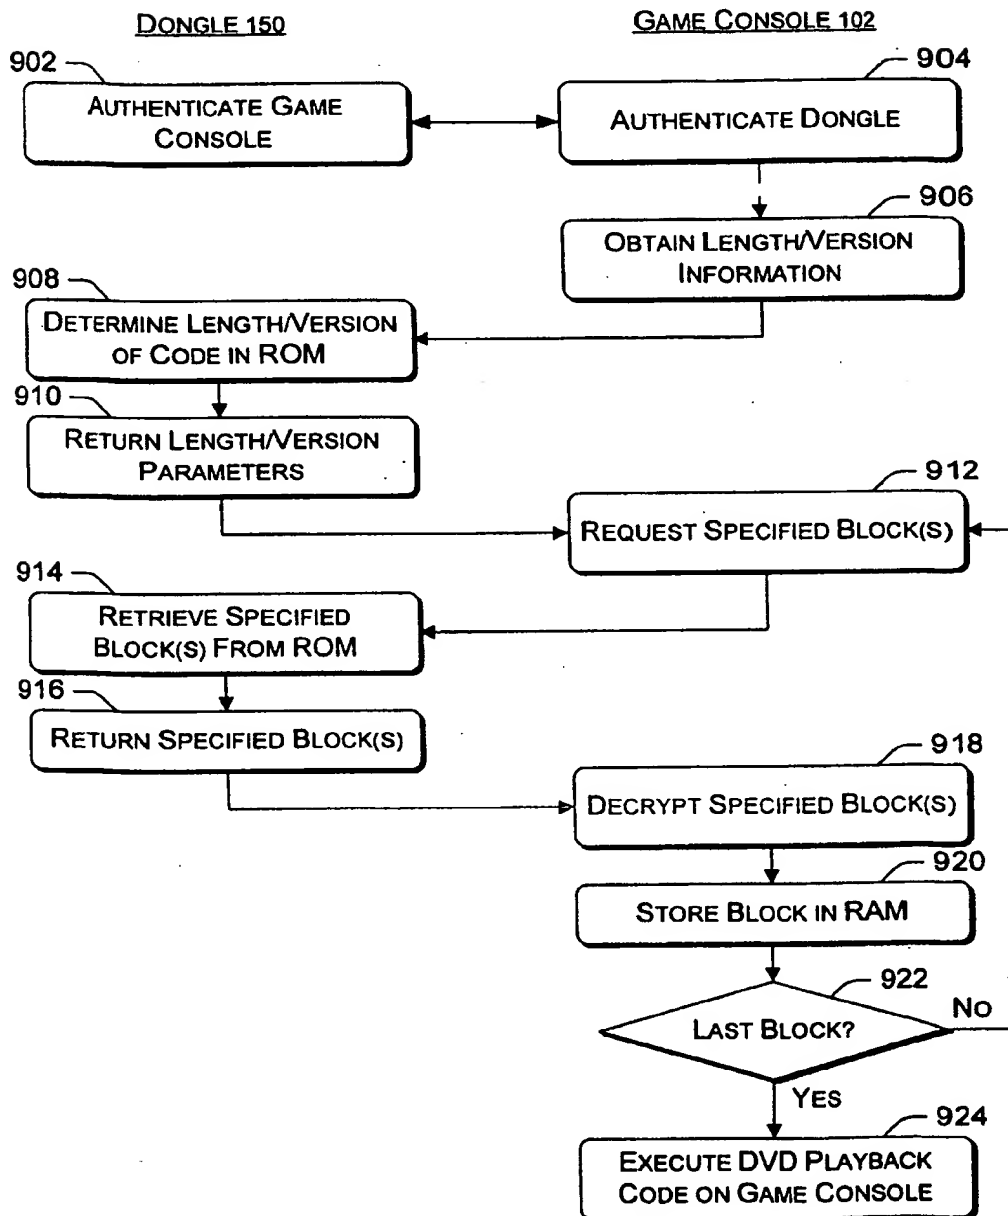 DONGLE 150
GAME CONSOLE 102
902
AUTHENTICATE GAME
CONSOLE
904
AUTHENTICATE DONGLE
906
OBTAIN LENGTH/VERSION
INFORMATION
908
DETERMINE LENGTH/VERSION
OF CODE IN ROM
910
RETURN LENGTH/VERSION
PARAMETERS
912
REQUEST SPECIFIED BLOCK(S)
914
RETRIEVE SPECIFIED
BLOCK(S) FROM ROM
916
RETURN SPECIFIED BLOCK(S)
918
DECRYPT SPECIFIED BLOCK(S)
920
STORE BLOCK IN RAM
922
LAST BLOCK?
NO
YES
924
EXECUTE DVD PLAYBACK
CODE ON GAME CONSOLE